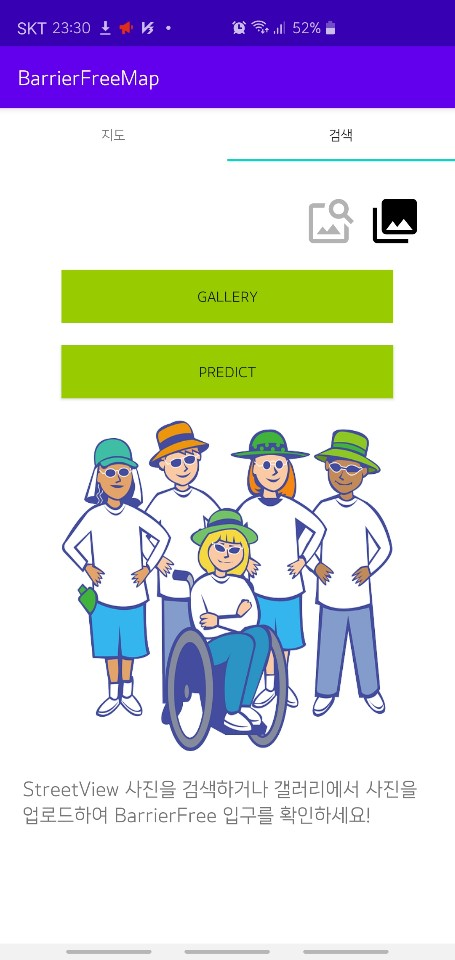 SKT 23:30 52%
BarrierFreeMap
지도 검색
GALLERY
PREDICT
StreetView 사진을 검색하거나 갤러리에서 사진을
업로드하여 BarrierFree 입구를 확인하세요!